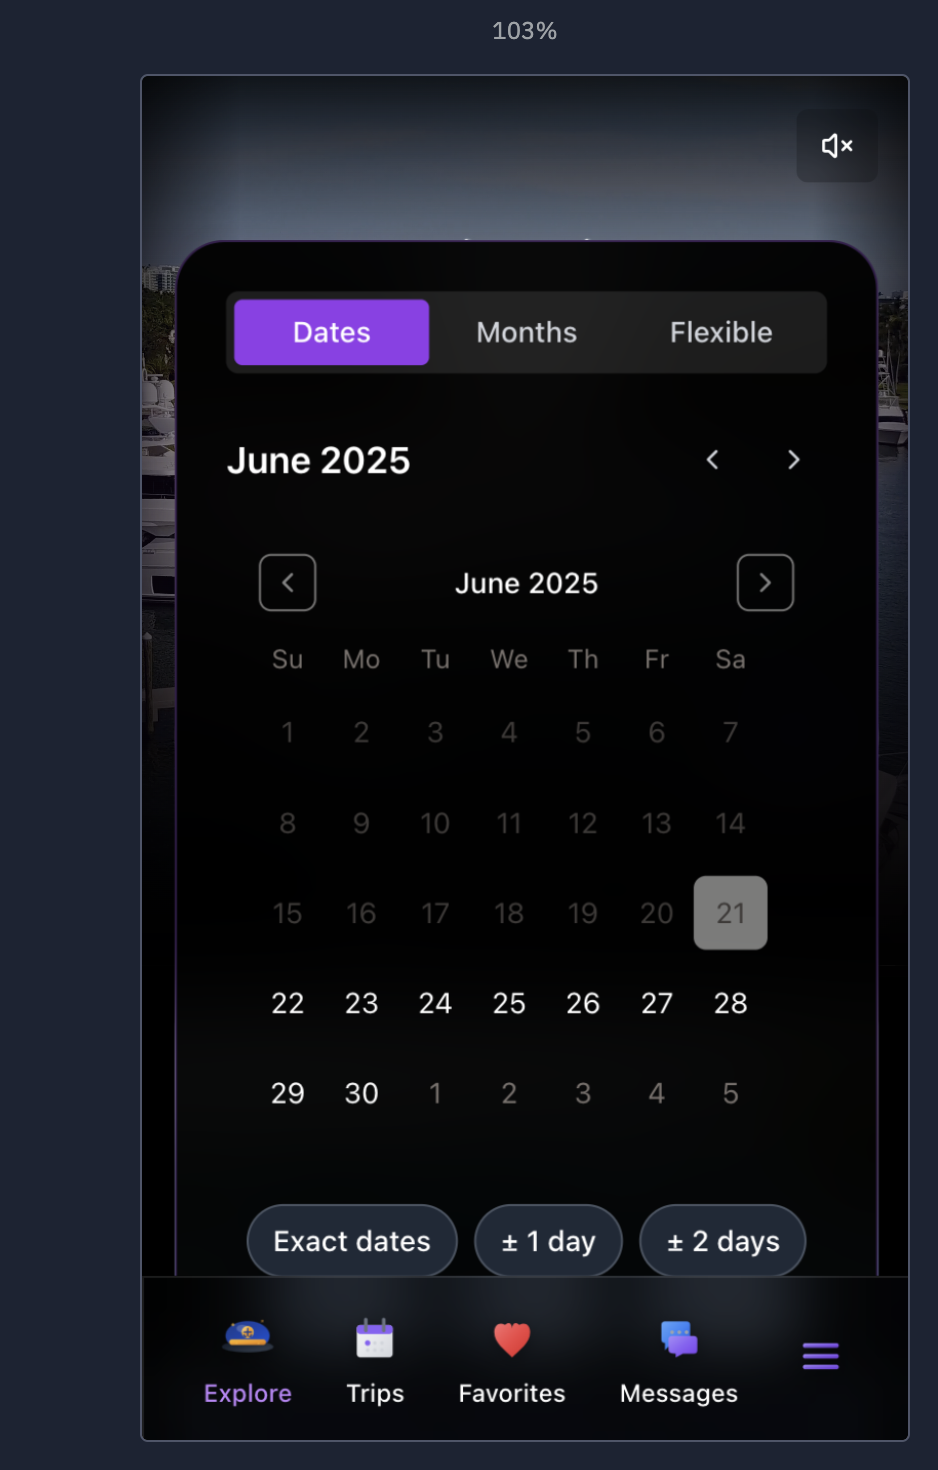 103%
Dates Months Flexible
June 2025
June 2025
Su Mo Tu We Th Fr Sa
1 2 3 4 5 6 7
8 9 10 11 12 13 14
15 16 17 18 19 20 21
22 23 24 25 26 27 28
29 30 1 2 3 4 5
Exact dates ± 1 day ± 2 days
Explore Trips Favorites Messages